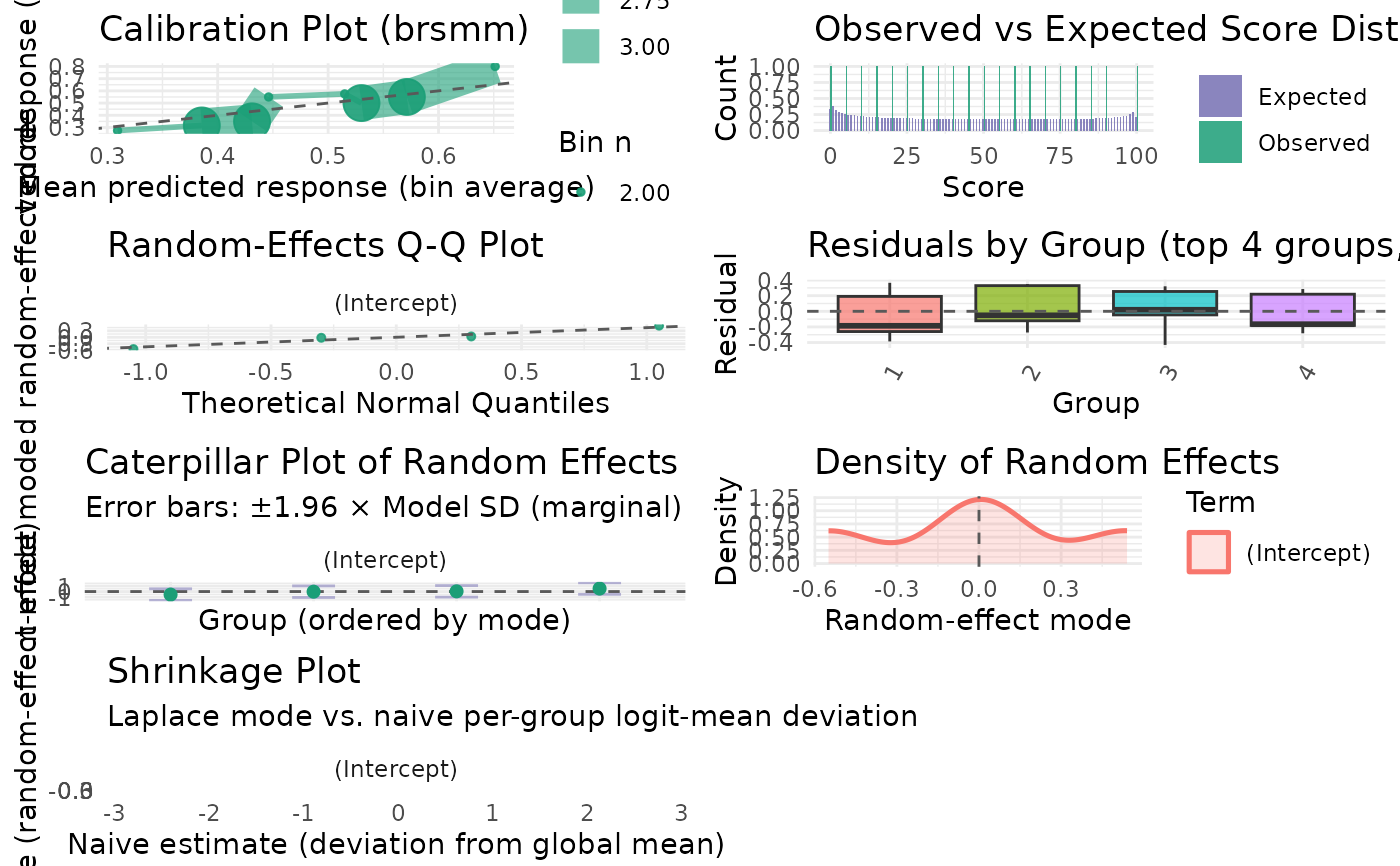 Calibration Plot (brsmm)
2.75
3.00
0.8
0.7
0.6
0.5
0.4
0.3
0.3 0.4 0.5 0.6
Mean predicted response (bin average)
Bin n
2.00
Observed vs Expected Score Dist
Count
1.00
0.75
0.50
0.25
0.00
0 25 50 75 100
Score
Expected
Observed
Random-Effects Q-Q Plot
(Intercept)
0.3
-0.6
-1.0 -0.5 0.0 0.5 1.0
Theoretical Normal Quantiles
Residuals by Group (top 4 groups,
Residual
0.4
0.2
0.0
-0.2
-0.4
1 2 3 4
Group
Caterpillar Plot of Random Effects
Error bars: ±1.96 × Model SD (marginal)
(Intercept)
1
0
-1
Group (ordered by mode)
Density of Random Effects
Density
1.25
1.00
0.75
0.50
0.25
0.00
-0.6 -0.3 0.0 0.3
Random-effect mode
Term
(Intercept)
Shrinkage Plot
Laplace mode vs. naive per-group logit-mean deviation
(Intercept)
-3 -2 -1 0 1 2 3
Naive estimate (deviation from global mean)